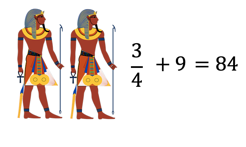 3/4 + 9 = 84